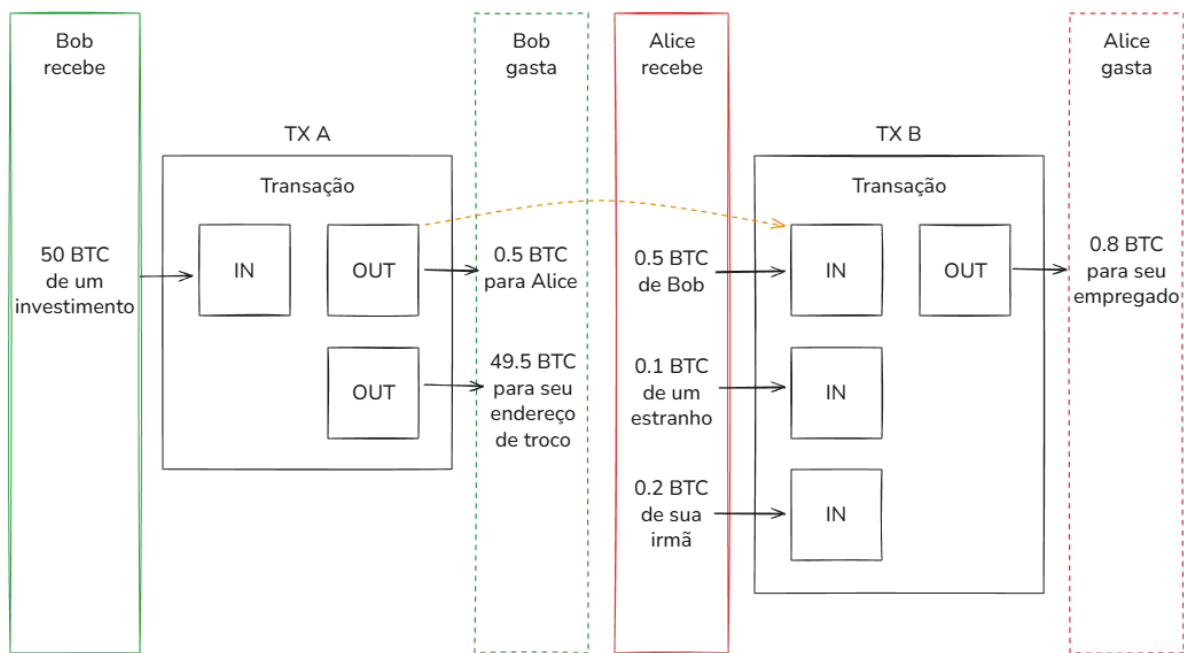 Bob
recebe
Bob
gasta
Alice
recebe
Alice
gasta
TX A
Transação
50 BTC
de um
investimento
IN
OUT
0.5 BTC
para Alice
OUT
49.5 BTC
para seu
endereço
de troco
TX B
Transação
0.5 BTC
de Bob
IN
OUT
0.8 BTC
para seu
empregado
0.1 BTC
de um
estranho
IN
0.2 BTC
de sua
irmã
IN